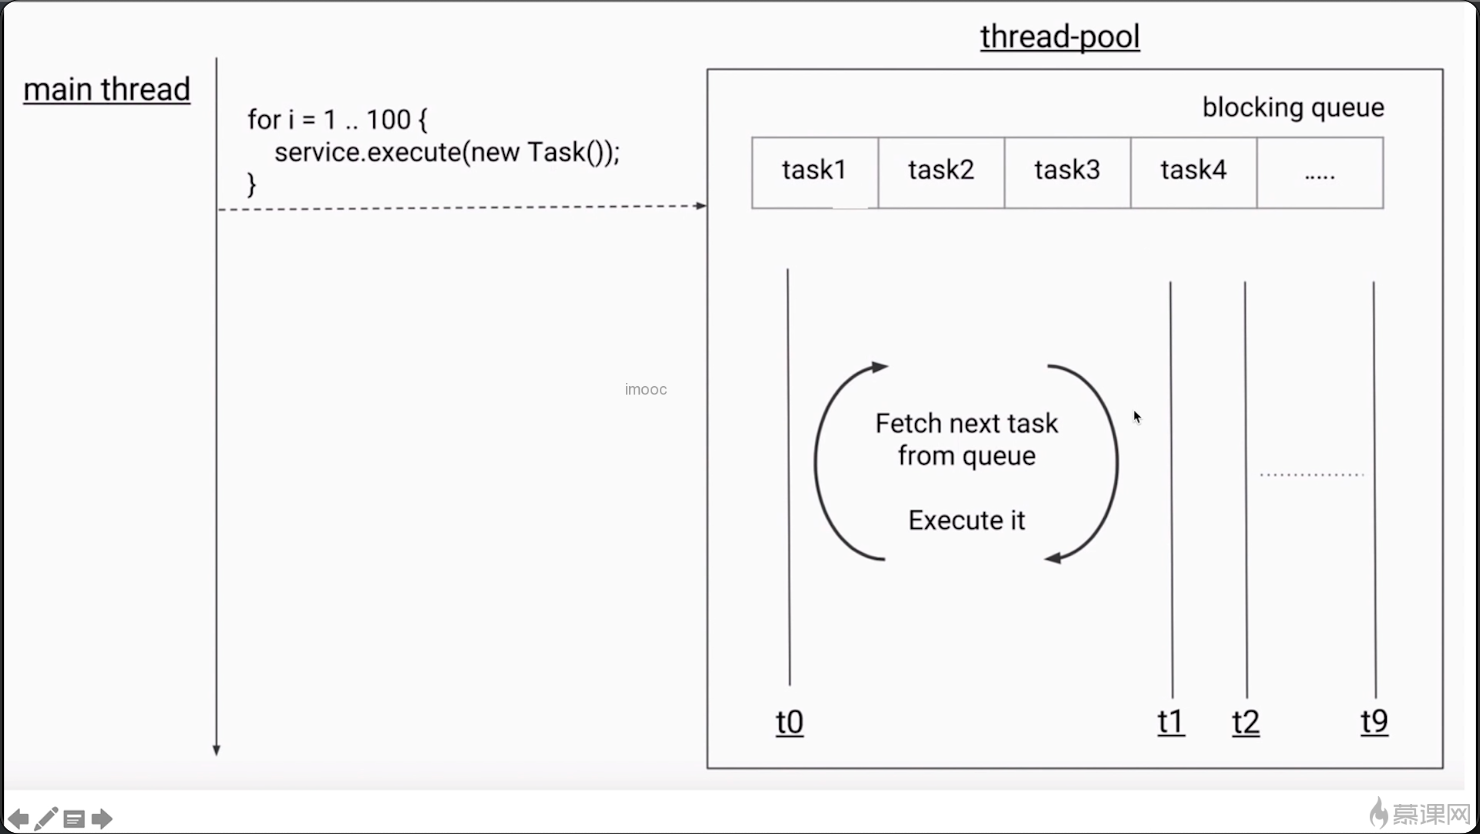 thread-pool
main thread
for i = 1 .. 100 {
service.execute(new Task());
}
blocking queue
task1 task2 task3 task4 .....
imooc
Fetch next task
from queue
Execute it
t0 t1 t2 t9
慕课网